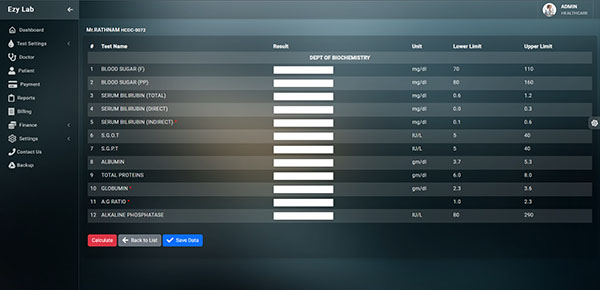 Ezy Lab
ADMIN
HEALTHCARE
Dashboard
Test Settings
Doctor
Patient
Payment
Reports
Billing
Finance
Settings
Contact Us
Backup
Mr.RATHNAM HCDC-0072
# Test Name Result Unit Lower Limit Upper Limit
DEPT OF BIOCHEMISTRY
1 BLOOD SUGAR (F) mg/dl 70 110
2 BLOOD SUGAR (PP) mg/dl 80 160
3 SERUM BILIRUBIN (TOTAL) mg/dl 0.6 1.2
4 SERUM BILIRUBIN (DIRECT) mg/dl 0.0 0.3
5 SERUM BILIRUBIN (INDIRECT) * mg/dl 0.1 0.6
6 S.G.O.T IU/L 5 40
7 S.G.P.T IU/L 5 40
8 ALBUMIN gm/dl 3.7 5.3
9 TOTAL PROTEINS gm/dl 6.0 8.0
10 GLOBUMIN * gm/dl 2.3 3.6
11 A:G RATIO * 1.0 2.3
12 ALKALINE PHOSPHATASE IU/L 80 290
Calculate Back to List Save Data